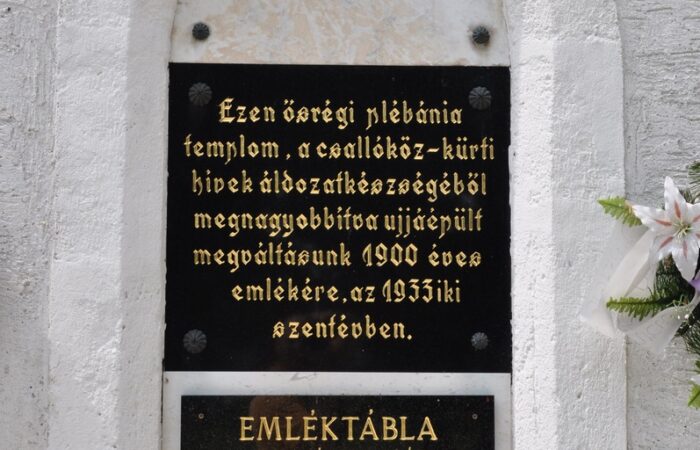 Ezen ősrégi plébánia
templom, a csallóköz-kürti
hívek áldozatkészségéből
megnagyobbítva ujjáépült
megváltásunk 1900 éves
emlékére, az 1933iki
szentévben.
EMLÉKTÁBLA